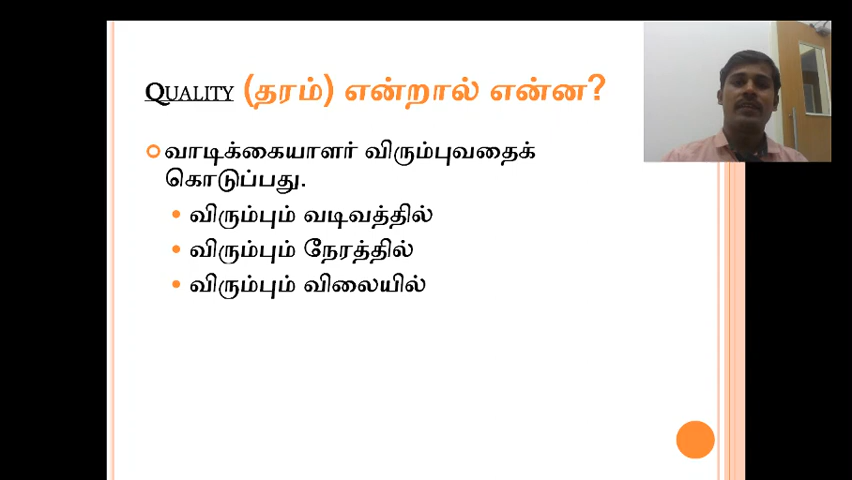 QUALITY (தரம்) என்றால் என்ன?
வாடிக்கையாளர் விரும்புவதைக்
கொடுப்பது.
விரும்பும் வடிவத்தில்
விரும்பும் நேரத்தில்
விரும்பும் விலையில்